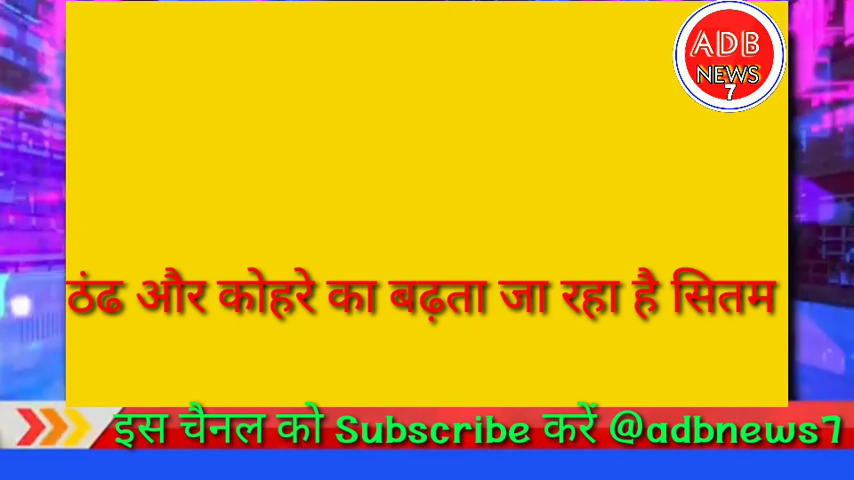 ADB
NEWS
7
ठंढ और कोहरे का बढ़ता जा रहा है सितम
इस चैनल को Subscribe करें @adbnews7